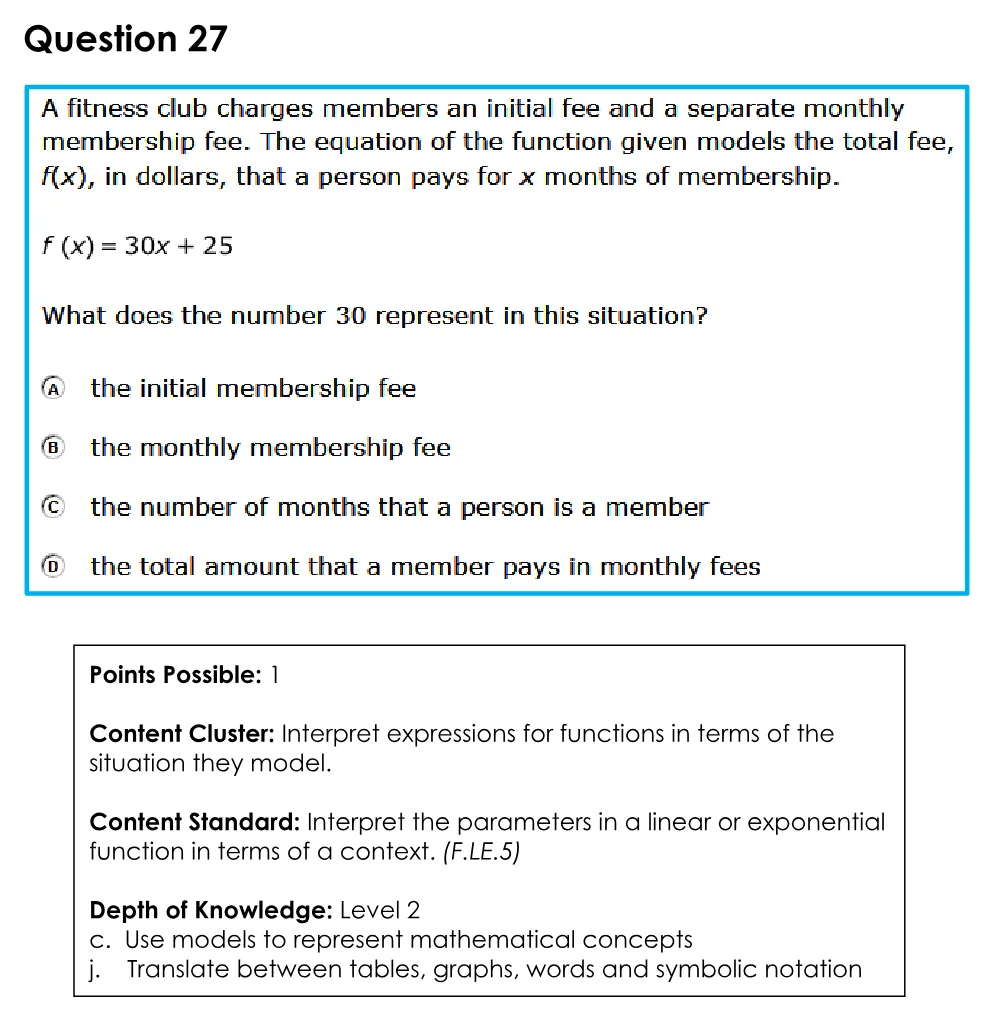 Question 27
A fitness club charges members an initial fee and a separate monthly
membership fee. The equation of the function given models the total fee,
f(x), in dollars, that a person pays for x months of membership.
f (x) = 30x + 25
What does the number 30 represent in this situation?
A the initial membership fee
B the monthly membership fee
C the number of months that a person is a member
D the total amount that a member pays in monthly fees
Points Possible: 1
Content Cluster: Interpret expressions for functions in terms of the
situation they model.
Content Standard: Interpret the parameters in a linear or exponential
function in terms of a context. (F.LE.5)
Depth of Knowledge: Level 2
c. Use models to represent mathematical concepts
j. Translate between tables, graphs, words and symbolic notation